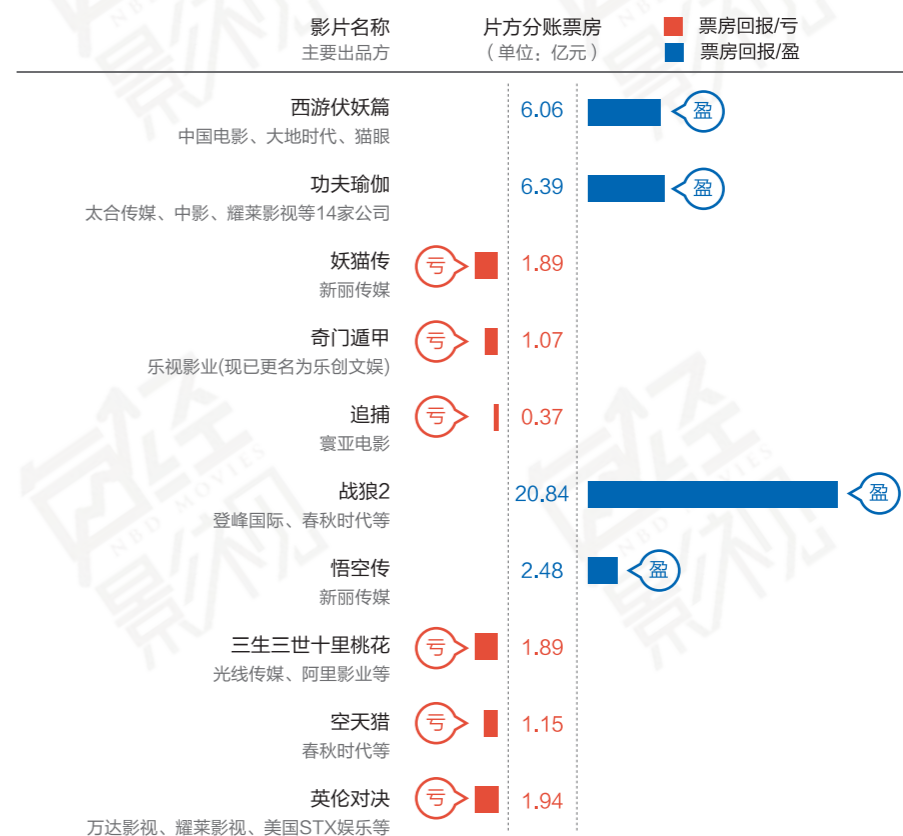 影片名称 片方分账票房 票房回报/亏
主要出品方 （单位：亿元） 票房回报/盈
西游伏妖篇 6.06 盈
中国电影、大地时代、猫眼
功夫瑜伽 6.39 盈
太合传媒、中影、耀莱影视等14家公司
妖猫传 亏 1.89
新丽传媒
奇门遁甲 亏 1.07
乐视影业(现已更名为乐创文娱)
追捕 亏 0.37
寰亚电影
战狼2 20.84 盈
登峰国际、春秋时代等
悟空传 2.48 盈
新丽传媒
三生三世十里桃花 亏 1.89
光线传媒、阿里影业等
空天猎 亏 1.15
春秋时代等
英伦对决 亏 1.94
万达影视、耀莱影视、美国STX娱乐等
每经
NBD MOVIES
影视